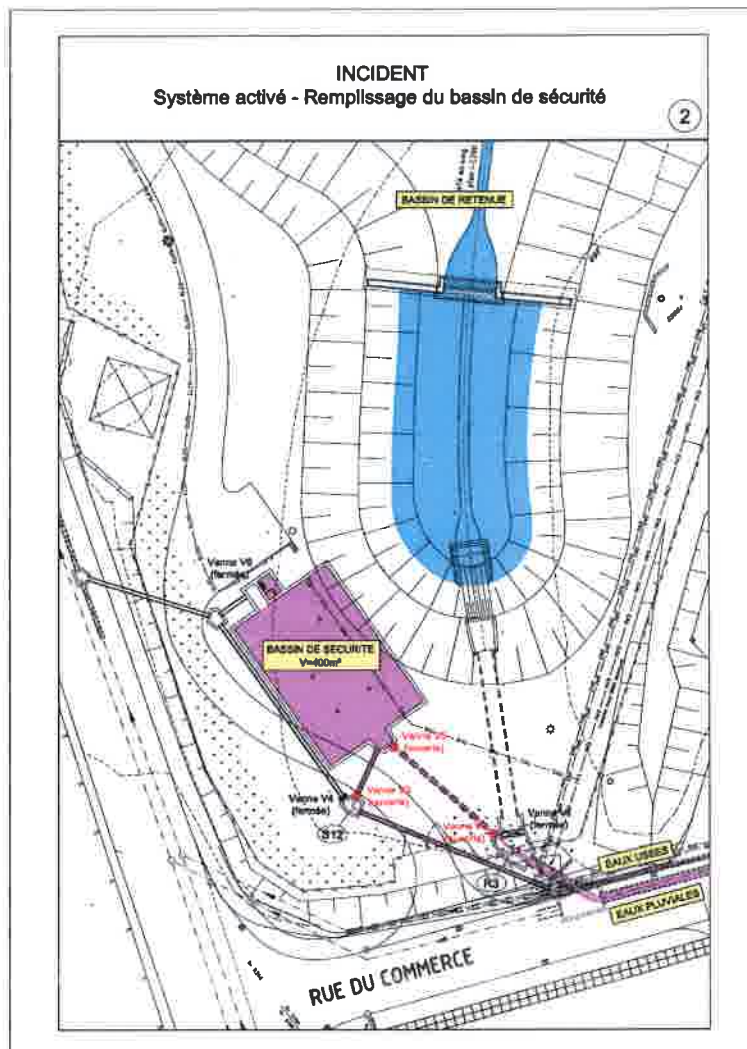 INCIDENT
Système activé - Remplissage du bassin de sécurité
2
BASSIN DE RETENUE
Vanne V6
(fermée)
BASSIN DE SECURITE
V=400m³
Vanne V4
(fermée)
S12
(fermée)
R3
EAUX USEES
EAUX PLUVIALES
RUE DU COMMERCE